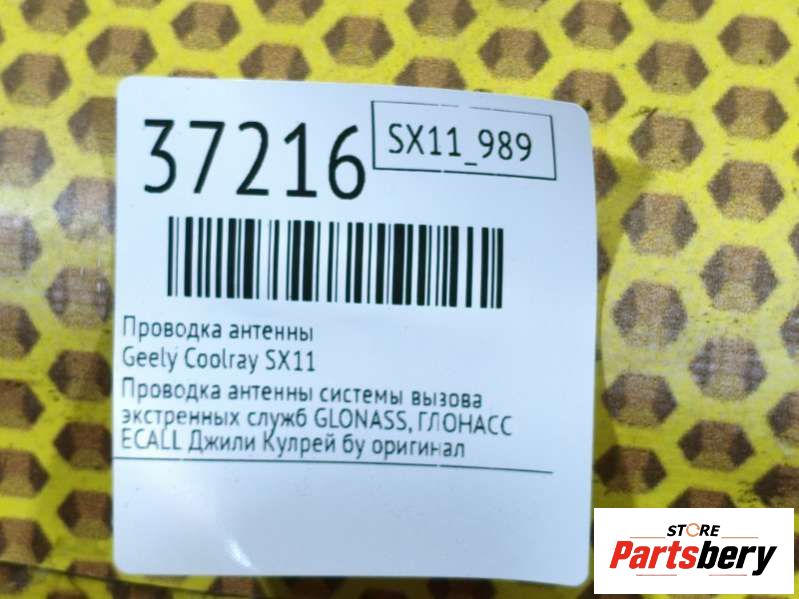 37216
SX11_989
Проводка антенны
Geely Coolray SX11
Проводка антенны системы вызова
экстренных служб GLONASS, ГЛОНАСС
ECALL Джили Кулрей бу оригинал
STORE
Partsbery